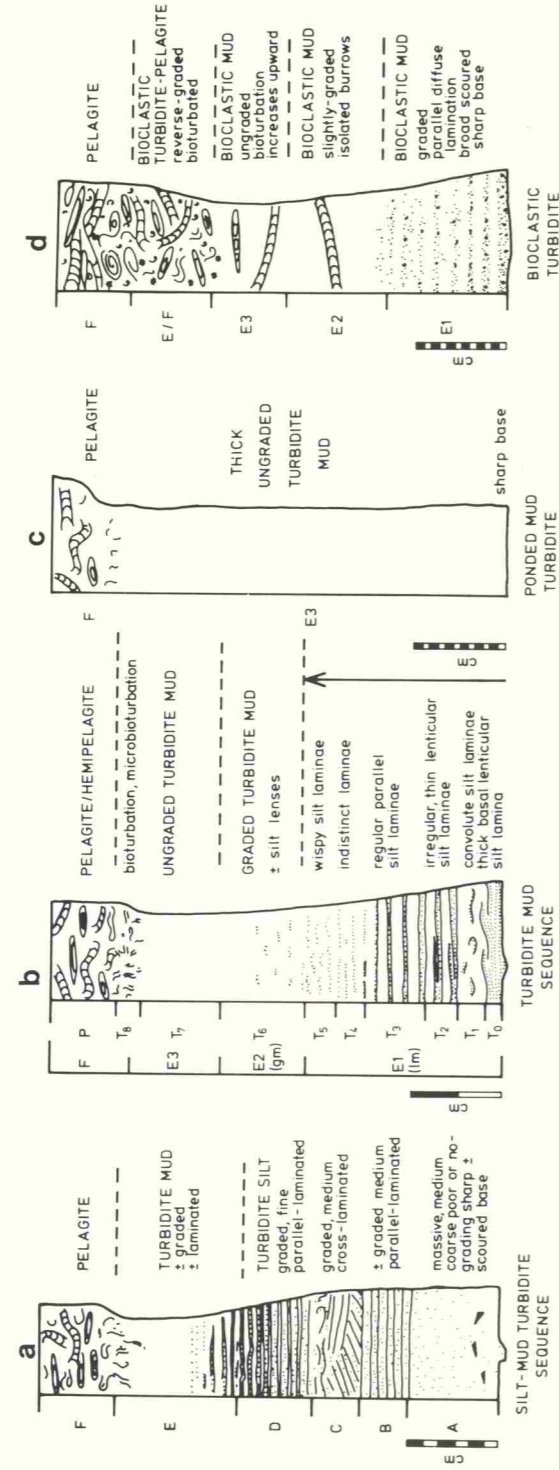 a
F
E
D
C
B
A
cm
PELAGITE
TURBIDITE MUD
± graded
± laminated
TURBIDITE SILT
graded, fine
parallel-laminated
graded, medium
cross-laminated
± graded medium
parallel-laminated
massive, medium
coarse poor or no-
grading sharp ±
scoured base
SILT-MUD TURBIDITE
SEQUENCE
b
F
P
E3
T8
T7
E2
(gm)
T6
E1
(lm)
T5
T4
T3
T2
T1
T0
cm
PELAGITE/HEMIPELAGITE
bioturbation, microbioturbation
UNGRADED TURBIDITE MUD
GRADED TURBIDITE MUD
± silt lenses
wispy silt laminae
indistinct laminae
regular parallel
silt laminae
irregular, thin lenticular
silt laminae
convolute silt laminae
thick basal lenticular
silt lamina
TURBIDITE MUD
SEQUENCE
c
F
E3
cm
PELAGITE
THICK
UNGRADED
TURBIDITE
MUD
sharp base
PONDED MUD
TURBIDITE
d
F
E/F
E3
E2
E1
cm
PELAGITE
BIOCLASTIC
TURBIDITE-PELAGITE
reverse-graded
bioturbated
BIOCLASTIC MUD
ungraded
bioturbation
increases upward
BIOCLASTIC MUD
slightly-graded
isolated burrows
BIOCLASTIC MUD
graded
parallel diffuse
lamination
broad scoured
sharp base
BIOCLASTIC
TURBIDITE